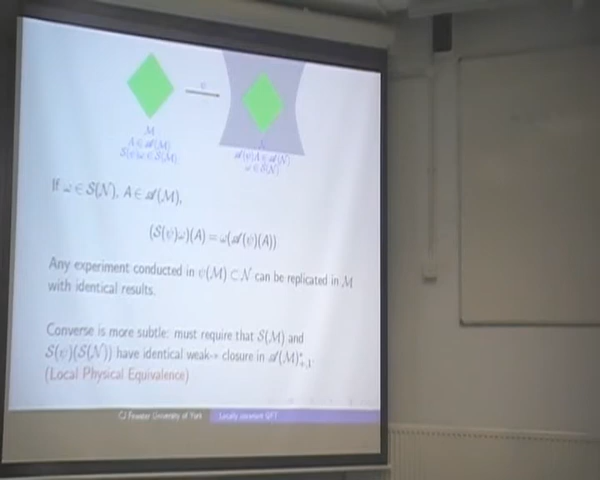 ψ
M N
A ∈ 𝒜(M) 𝒜(ψ)A ∈ 𝒜(N)
S(ψ)ω ∈ S(M) ω ∈ S(N)
If ω ∈ S(N), A ∈ 𝒜(M),
(S(ψ)ω)(A) = ω(𝒜(ψ)(A))
Any experiment conducted in ψ(M) ⊂ N can be replicated in M
with identical results.
Converse is more subtle: must require that S(M) and
S(ψ)(S(N)) have identical weak-* closure in 𝒜(M)*₊,₁.
(Local Physical Equivalence)
CJ Fewster University of York Locally covariant QFT